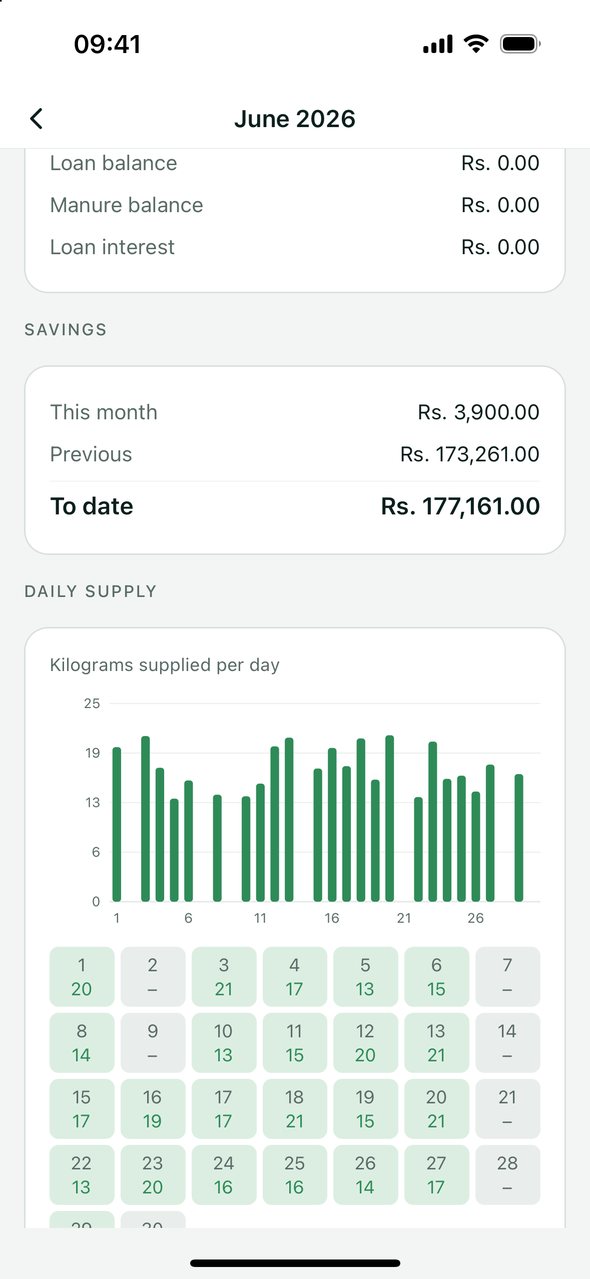 09:41
June 2026
Loan balance Rs. 0.00
Manure balance Rs. 0.00
Loan interest Rs. 0.00
SAVINGS
This month Rs. 3,900.00
Previous Rs. 173,261.00
To date Rs. 177,161.00
DAILY SUPPLY
Kilograms supplied per day
25
19
13
6
0
1 6 11 16 21 26
1 2 3 4 5 6 7
20 – 21 17 13 15 –
8 9 10 11 12 13 14
14 – 13 15 20 21 –
15 16 17 18 19 20 21
17 19 17 21 15 21 –
22 23 24 25 26 27 28
13 20 16 16 14 17 –
29 30